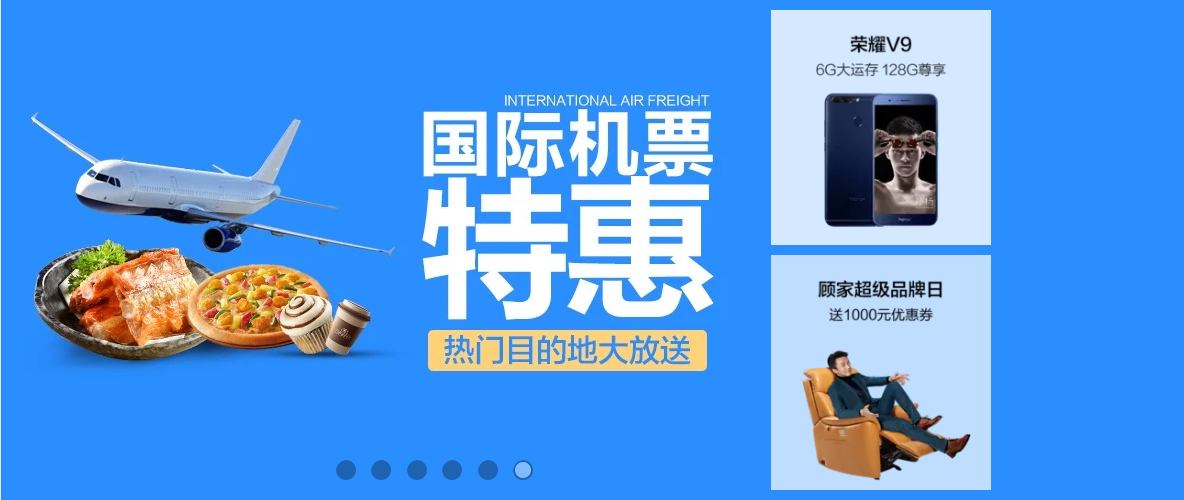 INTERNATIONAL AIR FREIGHT
国际机票
特惠
热门目的地大放送
荣耀V9
6G大运存 128G尊享
顾家超级品牌日
送1000元优惠券